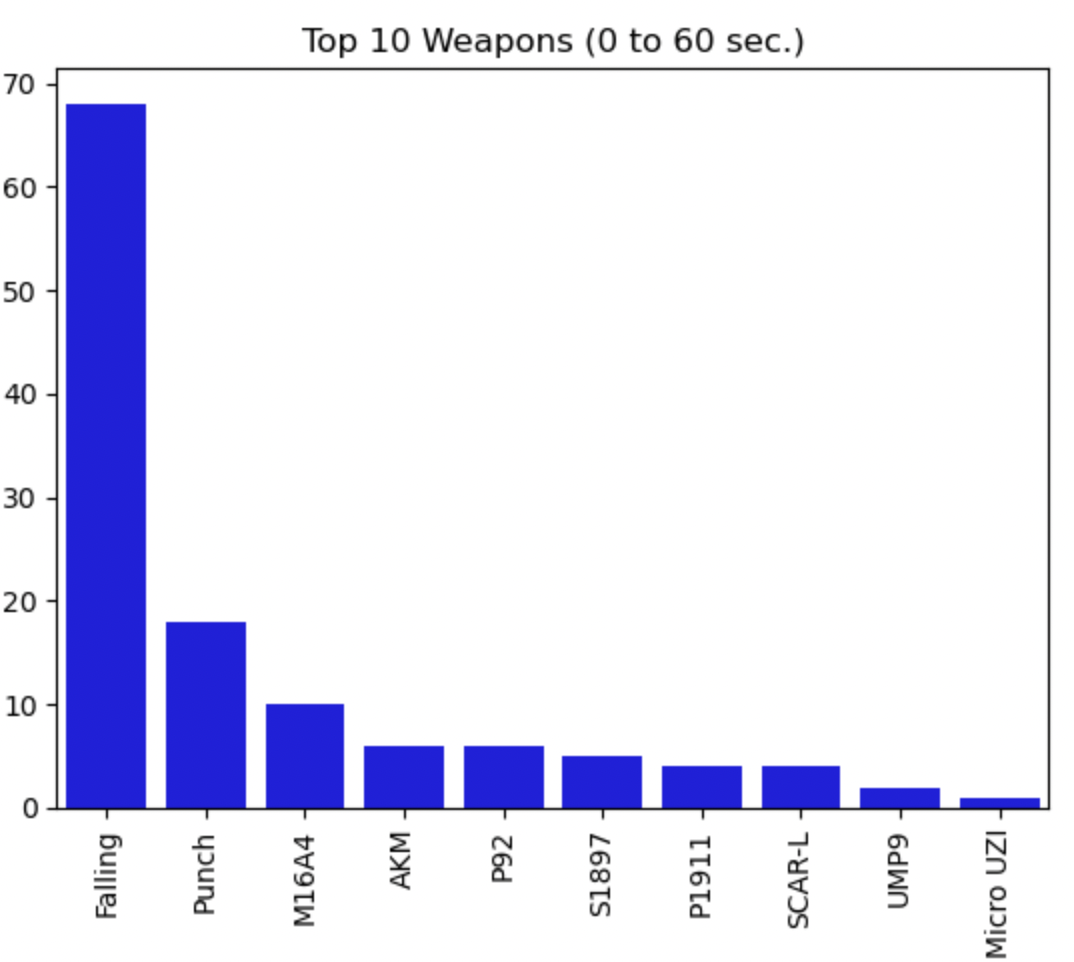 Top 10 Weapons (0 to 60 sec.)
70
60
50
40
30
20
10
0
Falling
Punch
M16A4
AKM
P92
S1897
P1911
SCAR-L
UMP9
Micro UZI